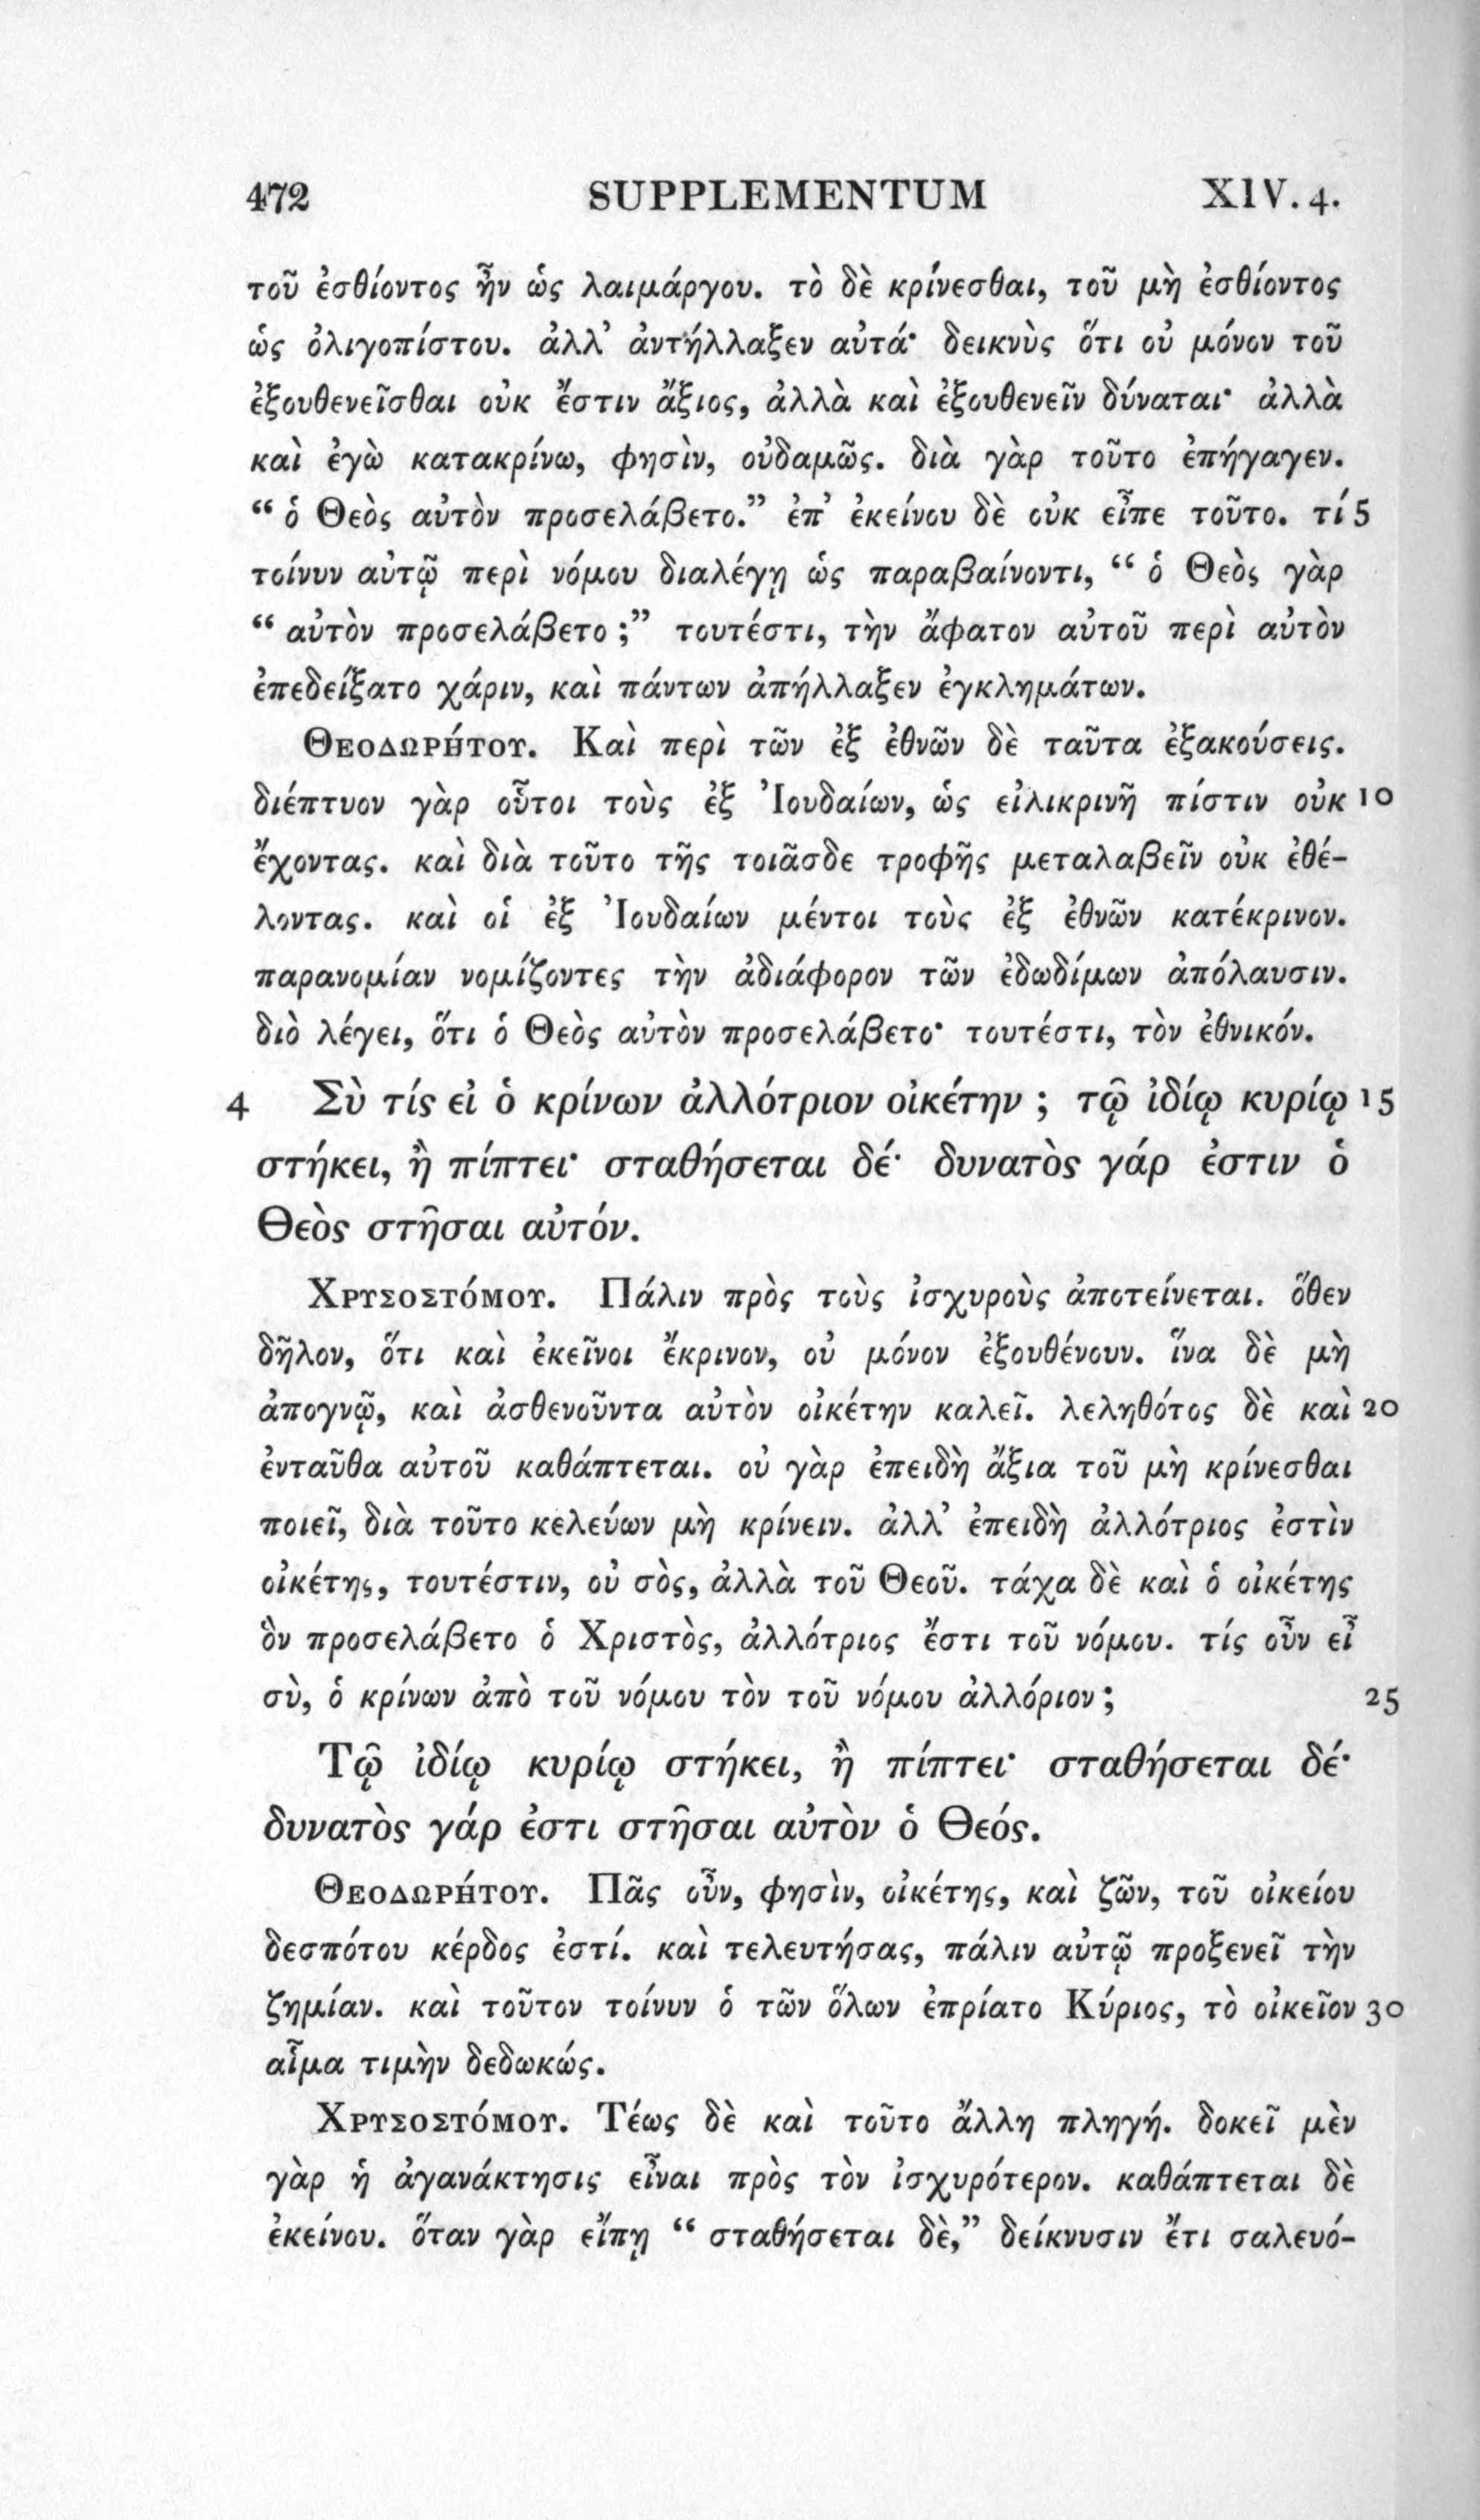 472 SUPPLEMENTUM XIV. 4.
τοῦ ἐσθίοντος ἦν ὡς λαιμάργου. τὸ δὲ κρίνεσθαι, τοῦ μὴ ἐσθίοντος
ὡς ὀλιγοπίστου. ἀλλ᾽ ἀντήλλαξεν αὐτά· δεικνὺς ὅτι οὐ μόνον τοῦ
ἐξουθενεῖσθαι οὐκ ἔστιν ἄξιος, ἀλλὰ καὶ ἐξουθενεῖν δύναται· ἀλλὰ
καὶ ἐγὼ κατακρίνω, φησὶν, οὐδαμῶς. διὰ γὰρ τοῦτο ἐπήγαγεν.
“ ὁ Θεὸς αὐτὸν προσελάβετο.” ἐπ᾽ ἐκείνου δὲ οὐκ εἶπε τοῦτο. τί 5
τοίνυν αὐτῷ περὶ νόμου διαλέγῃ ὡς παραβαίνοντι, “ ὁ Θεὸς γὰρ
“ αὐτὸν προσελάβετο ;” τουτέστι, τὴν ἄφατον αὐτοῦ περὶ αὐτὸν
ἐπεδείξατο χάριν, καὶ πάντων ἀπήλλαξεν ἐγκλημάτων.
ΘΕΟΔΩΡΉΤΟΥ. Καὶ περὶ τῶν ἐξ ἐθνῶν δὲ ταῦτα ἐξακούσεις.
διέπτυον γὰρ οὗτοι τοὺς ἐξ Ἰουδαίων, ὡς εἰλικρινῆ πίστιν οὐκ 10
ἔχοντας. καὶ διὰ τοῦτο τῆς τοιᾶσδε τροφῆς μεταλαβεῖν οὐκ ἐθέ-
λοντας. καὶ οἱ ἐξ Ἰουδαίων μέντοι τοὺς ἐξ ἐθνῶν κατέκρινον.
παρανομίαν νομίζοντες τὴν ἀδιάφορον τῶν ἐδωδίμων ἀπόλαυσιν.
διὸ λέγει, ὅτι ὁ Θεὸς αὐτὸν προσελάβετο· τουτέστι, τὸν ἐθνικόν.
4 Σὺ τίς εἰ ὁ κρίνων ἀλλότριον οἰκέτην ; τῷ ἰδίῳ κυρίῳ 15
στήκει, ἢ πίπτει· σταθήσεται δέ· δυνατὸς γάρ ἐστιν ὁ
Θεὸς στῆσαι αὐτόν.
ΧΡΥΣΟΣΤΌΜΟΥ. Πάλιν πρὸς τοὺς ἰσχυροὺς ἀποτείνεται. ὅθεν
δῆλον, ὅτι καὶ ἐκεῖνοι ἔκρινον, οὐ μόνον ἐξουθένουν. ἵνα δὲ μὴ
ἀπογνῷ, καὶ ἀσθενοῦντα αὐτὸν οἰκέτην καλεῖ. λεληθότος δὲ καὶ 20
ἐνταῦθα αὐτοῦ καθάπτεται. οὐ γὰρ ἐπειδὴ ἄξια τοῦ μὴ κρίνεσθαι
ποιεῖ, διὰ τοῦτο κελεύων μὴ κρίνειν. ἀλλ᾽ ἐπειδὴ ἀλλότριος ἐστὶν
οἰκέτης, τουτέστιν, οὐ σὸς, ἀλλὰ τοῦ Θεοῦ. τάχα δὲ καὶ ὁ οἰκέτης
ὃν προσελάβετο ὁ Χριστὸς, ἀλλότριος ἔστι τοῦ νόμου. τίς οὖν εἶ
σὺ, ὁ κρίνων ἀπὸ τοῦ νόμου τὸν τοῦ νόμου ἀλλόριον ; 25
Τῷ ἰδίῳ κυρίῳ στήκει, ἢ πίπτει· σταθήσεται δέ·
δυνατὸς γάρ ἐστι στῆσαι αὐτὸν ὁ Θεός.
ΘΕΟΔΩΡΉΤΟΥ. Πᾶς οὖν, φησὶν, οἰκέτης, καὶ ζῶν, τοῦ οἰκείου
δεσπότου κέρδος ἐστί. καὶ τελευτήσας, πάλιν αὐτῷ προξενεῖ τὴν
ζημίαν. καὶ τοῦτον τοίνυν ὁ τῶν ὅλων ἐπρίατο Κύριος, τὸ οἰκεῖον 30
αἷμα τιμὴν δεδωκώς.
ΧΡΥΣΟΣΤΌΜΟΥ. Τέως δὲ καὶ τοῦτο ἄλλη πληγή. δοκεῖ μὲν
γὰρ ἡ ἀγανάκτησις εἶναι πρὸς τὸν ἰσχυρότερον. καθάπτεται δὲ
ἐκείνου. ὅταν γὰρ εἴπῃ “ σταθήσεται δὲ,” δείκνυσιν ἔτι σαλευό-